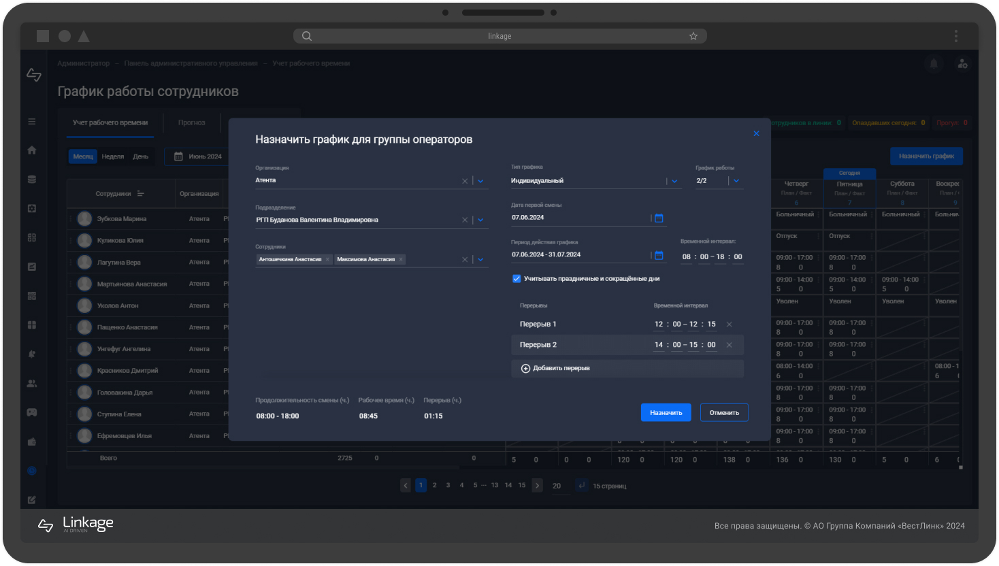 linkage
Администратор – Панель административного управления – Учет рабочего времени
График работы сотрудников
Учет рабочего времени
Прогноз
отрудников в линии: 0
Опаздавших сегодня: 0
Прогул: 0
Месяц
Неделя
День
Июнь 2024
Назначить график
Сотрудники
Организация
Сегодня
Четверг
Пятница
Суббота
Воскрес
План / Факт
План / Факт
План / Факт
План /
6
7
8
9
Зубкова Марина
Атента
Больничный
Больничный
Больничный
Больнич
Куликова Юлия
Атента
Отпуск
Отпуск
Лагутина Вера
Атента
09:00 - 17:00
09:00 - 17:00
8 0
8 0
Мартьянова Анастасия
Атента
09:00 - 14:00
09:00 - 14:00
09:00 - 14:00
5 0
5 0
5 0
Уколов Антон
Атента
Уволен
Уволен
Уволен
Уволен
Пащенко Анастасия
Атента
09:00 - 17:00
09:00 - 17:00
8 0
8 0
Унгефуг Ангелина
Атента
09:00 - 17:00
09:00 - 17:00
8 0
8 0
Красников Дмитрий
Атента
08:00 - 14:00
08:00 - 1
6 0
6
Головакина Дарья
Атента
09:00 - 17:00
09:00 - 17:00
8 0
8 0
Ступина Елена
Атента
09:00 - 17:00
09:00 - 17:00
8 0
8 0
Ефремовцев Илья
Атента
09:00 - 17:00
09:00 - 17:00
8 0
8 0
Всего
2725 0
0
5 0
0 0
120 0
120 0
138 0
136 0
130 0
5 0
6
Назначить график для группы операторов
Организация
Атента
Подразделение
РГП Буданова Валентина Владимировна
Сотрудники
Антошечкина Анастасия
Максимова Анастасия
Тип графика
Индивидуальный
График работы
2/2
Дата первой смены
07.06.2024
Период действия графика
07.06.2024 - 31.07.2024
Временной интервал:
08 : 00 – 18 : 00
Учитывать праздничные и сокращённые дни
Перерывы
Временной интервал
Перерыв 1
12 : 00 – 12 : 15
Перерыв 2
14 : 00 – 15 : 00
Добавить перерыв
Продолжительность смены (ч.)
Рабочее время (ч.)
Перерыв (ч.)
08:00 - 18:00
08:45
01:15
Назначить
Отменить
1 2 3 4 5 ... 13 14 15
20
15 страниц
Linkage
AI DRIVEN
Все права защищены. © АО Группа Компаний «ВестЛинк» 2024